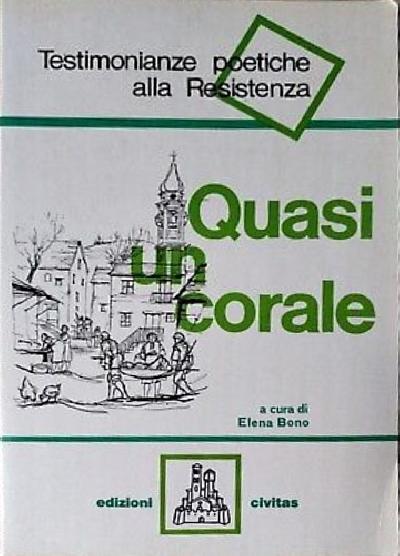 Testimonianze poetiche
alla Resistenza
Quasi
un
corale
a cura di
Elena Bono
edizioni civitas